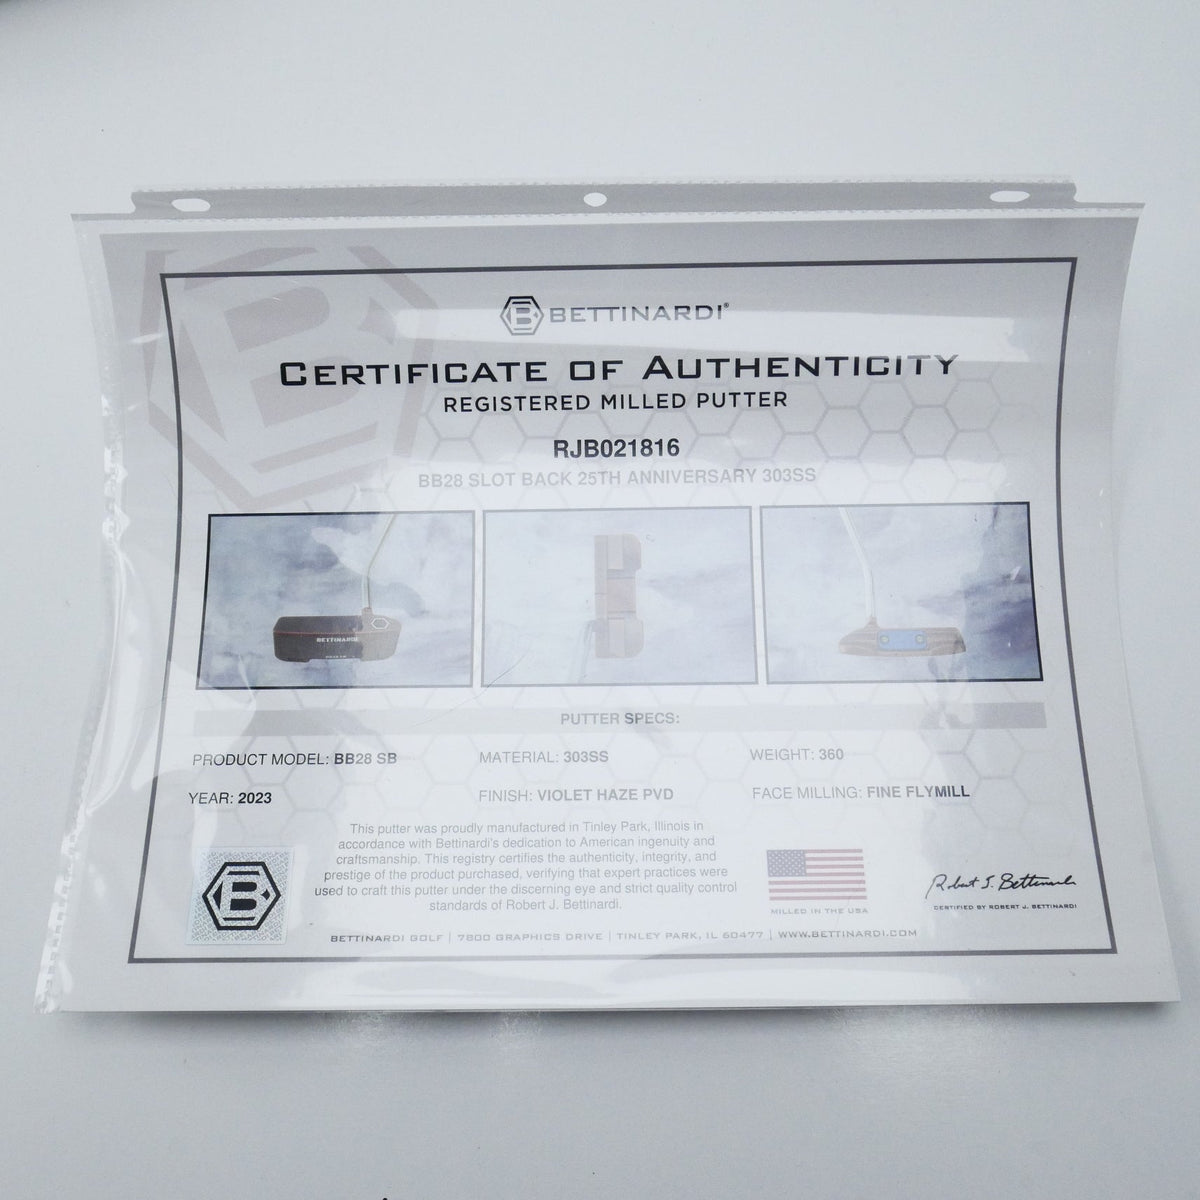 BETTINARDI®
CERTIFICATE OF AUTHENTICITY
REGISTERED MILLED PUTTER
RJB021816
BB28 SLOT BACK 25TH ANNIVERSARY 303SS
BETTINARDI
PUTTER SPECS:
PRODUCT MODEL: BB28 SB
MATERIAL: 303SS
WEIGHT: 360
YEAR: 2023
FINISH: VIOLET HAZE PVD
FACE MILLING: FINE FLYMILL
This putter was proudly manufactured in Tinley Park, Illinois in
accordance with Bettinardi's dedication to American ingenuity and
craftsmanship. This registry certifies the authenticity, integrity, and
prestige of the product purchased, verifying that expert practices were
used to craft this putter under the discerning eye and strict quality control
standards of Robert J. Bettinardi.
B
MILLED IN THE USA
Robert J. Bettinardi
CERTIFIED BY ROBERT J. BETTINARDI
BETTINARDI GOLF | 7800 GRAPHICS DRIVE | TINLEY PARK, IL 60477 | WWW.BETTINARDI.COM